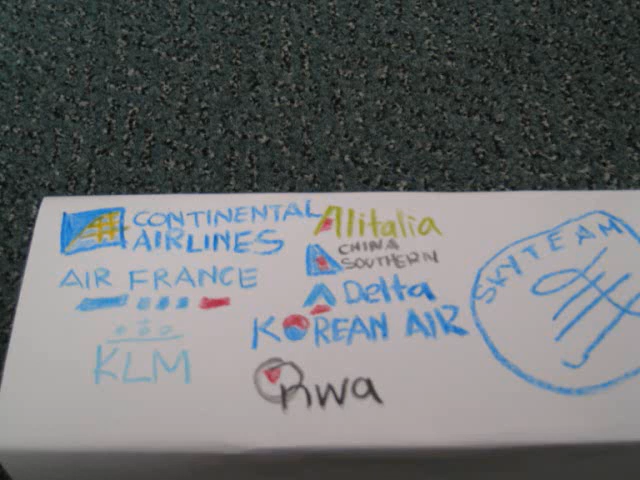 CONTINENTAL
AIRLINES
AIR FRANCE
KLM
Alitalia
CHINA
SOUTHERN
Delta
KOREAN AIR
nwa
SKYTEAM